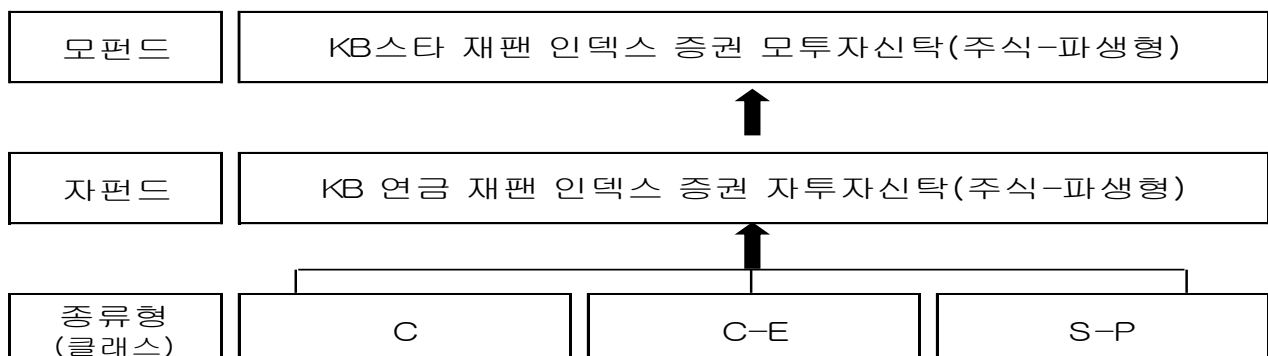 모펀드
KB스타 재팬 인덱스 증권 모투자신탁(주식-파생형)
자펀드
KB 연금 재팬 인덱스 증권 자투자신탁(주식-파생형)
종류형
(클래스)
C
C-E
S-P